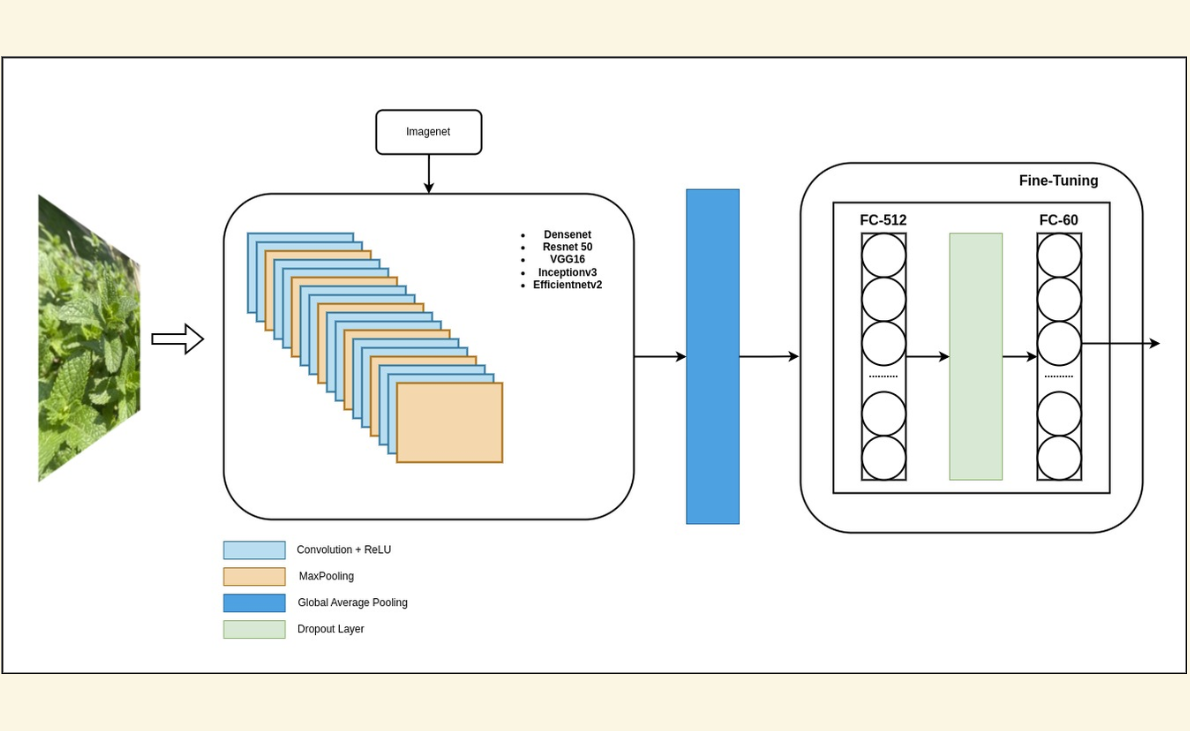 Imagenet
Densenet
Resnet 50
VGG16
Inceptionv3
Efficientnetv2
Fine-Tuning
FC-512
FC-60
..........
..........
Convolution + ReLU
MaxPooling
Global Average Pooling
Dropout Layer